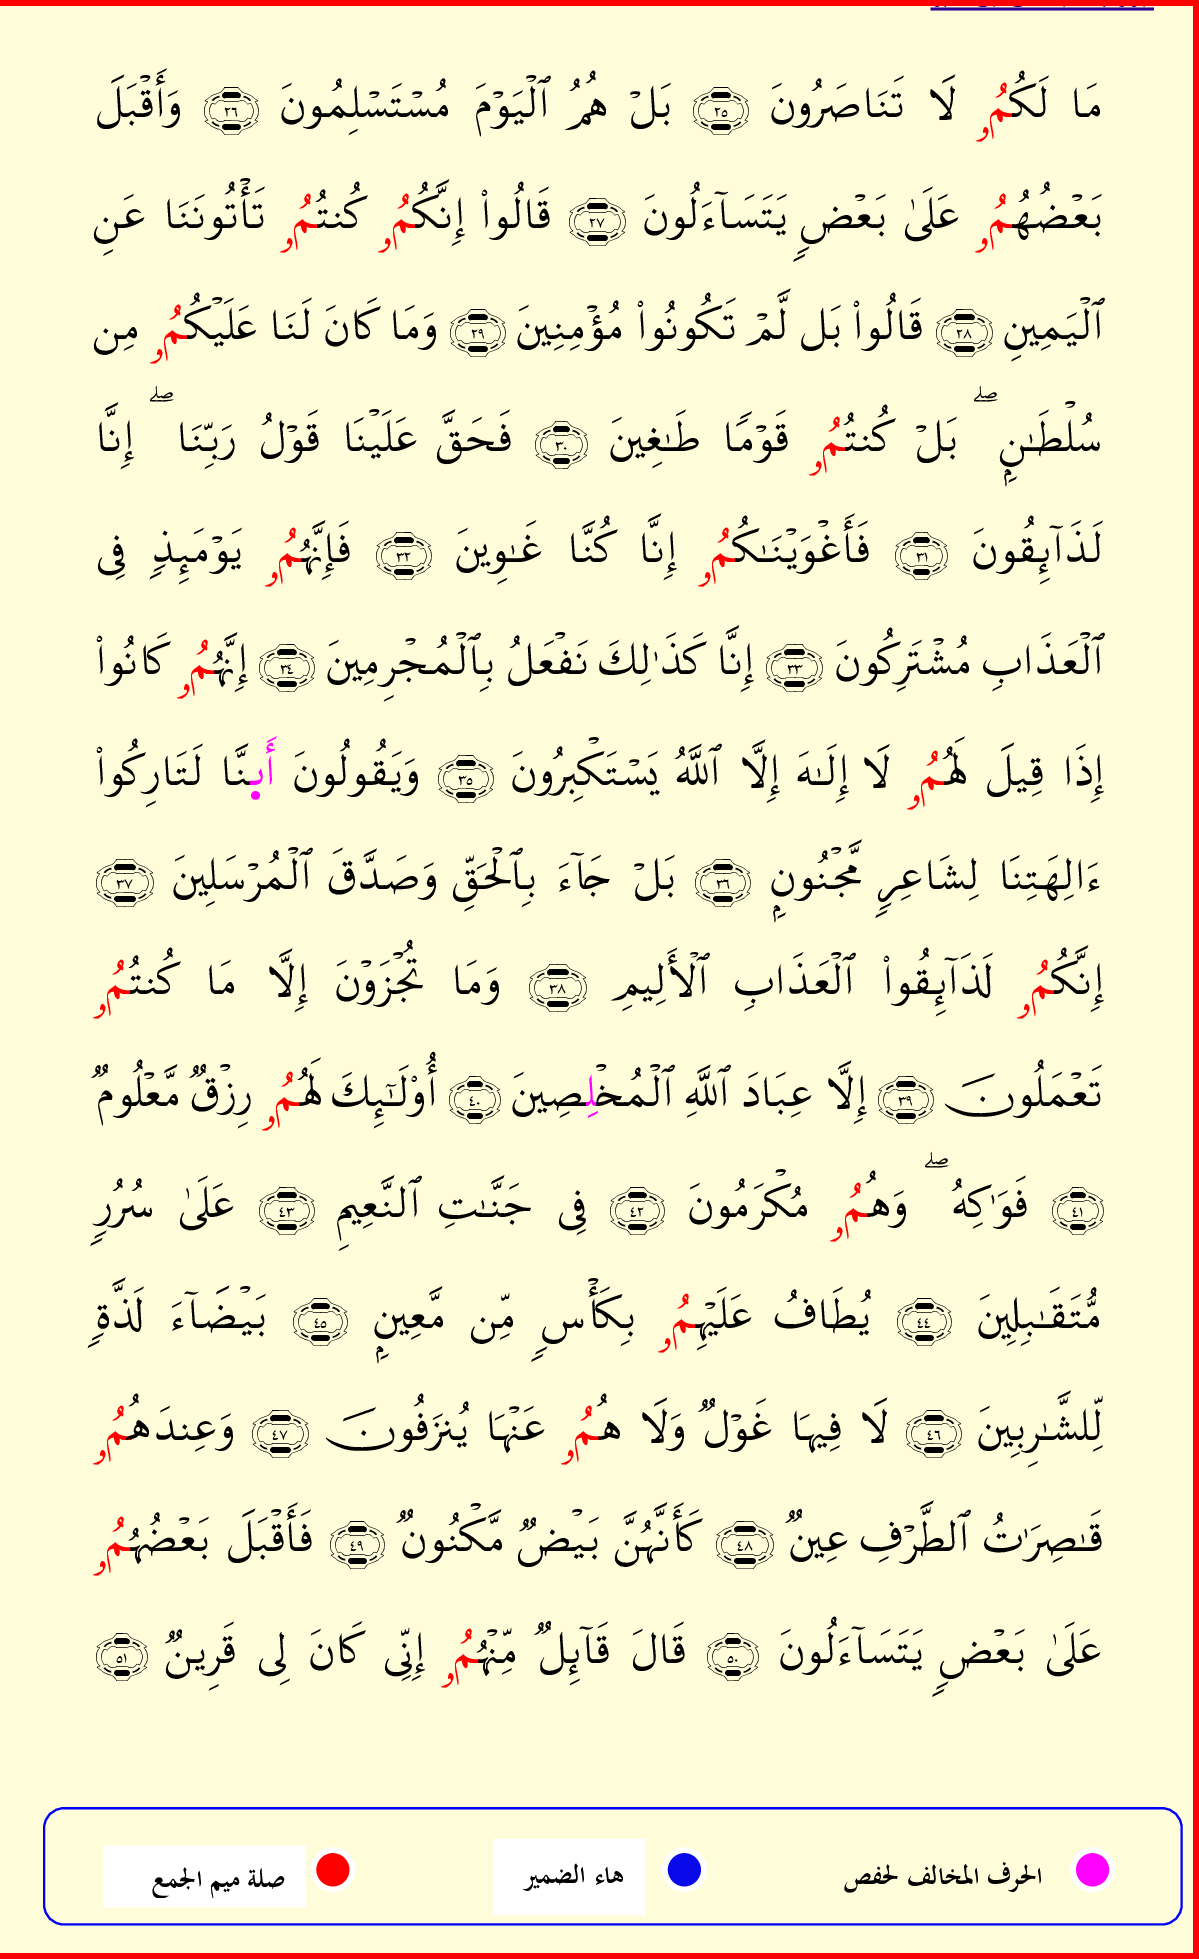 مَا لَكُمُو لَا تَنَاصَرُونَ ٢٥ بَلْ هُمُ ٱلْيَوْمَ مُسْتَسْلِمُونَ ٢٦ وَأَقْبَلَ
بَعْضُهُمُو عَلَىٰ بَعْضٍ يَتَسَآءَلُونَ ٢٧ قَالُوا۟ إِنَّكُمُو كُنتُمُو تَأْتُونَنَا عَنِ
ٱلْيَمِينِ ٢٨ قَالُوا۟ بَل لَّمْ تَكُونُوا۟ مُؤْمِنِينَ ٢٩ وَمَا كَانَ لَنَا عَلَيْكُمُو مِن
سُلْطَـٰنٍۭ ۖ بَلْ كُنتُمُو قَوْمًا طَـٰغِينَ ٣٠ فَحَقَّ عَلَيْنَا قَوْلُ رَبِّنَا ۖ إِنَّا
لَذَآئِقُونَ ٣١ فَأَغْوَيْنَـٰكُمُو إِنَّا كُنَّا غَـٰوِينَ ٣٢ فَإِنَّهُمُو يَوْمَئِذٍ فِى
ٱلْعَذَابِ مُشْتَرِكُونَ ٣٣ إِنَّا كَذَٰلِكَ نَفْعَلُ بِٱلْمُجْرِمِينَ ٣٤ إِنَّهُمُو كَانُوا۟
إِذَا قِيلَ لَهُمُو لَا إِلَـٰهَ إِلَّا ٱللَّهُ يَسْتَكْبِرُونَ ٣٥ وَيَقُولُونَ أَىِٕنَّا لَتَارِكُوا۟
ءَالِهَتِنَا لِشَاعِرٍ مَّجْنُونٍۭ ٣٦ بَلْ جَآءَ بِٱلْحَقِّ وَصَدَّقَ ٱلْمُرْسَلِينَ ٣٧
إِنَّكُمُو لَذَآئِقُوا۟ ٱلْعَذَابِ ٱلْأَلِيمِ ٣٨ وَمَا تُجْزَوْنَ إِلَّا مَا كُنتُمُو
تَعْمَلُونَ ٣٩ إِلَّا عِبَادَ ٱللَّهِ ٱلْمُخْلِصِينَ ٤٠ أُو۟لَـٰٓئِكَ لَهُمُو رِزْقٌ مَّعْلُومٌ
٤١ فَوَٰكِهُ ۖ وَهُمُو مُكْرَمُونَ ٤٢ فِى جَنَّـٰتِ ٱلنَّعِيمِ ٤٣ عَلَىٰ سُرُرٍ
مُّتَقَـٰبِلِينَ ٤٤ يُطَافُ عَلَيْهِمُو بِكَأْسٍ مِّن مَّعِينٍۭ ٤٥ بَيْضَآءَ لَذَّةٍ
لِّلشَّـٰرِبِينَ ٤٦ لَا فِيهَا غَوْلٌ وَلَا هُمُو عَنْهَا يُنزَفُونَ ٤٧ وَعِندَهُمُو
قَـٰصِرَٰتُ ٱلطَّرْفِ عِينٌ ٤٨ كَأَنَّهُنَّ بَيْضٌ مَّكْنُونٌ ٤٩ فَأَقْبَلَ بَعْضُهُمُو
عَلَىٰ بَعْضٍ يَتَسَآءَلُونَ ٥٠ قَالَ قَآئِلٌ مِّنْهُمُو إِنِّى كَانَ لِى قَرِينٌ ٥١
الحرف المخالف لحفص هاء الضمير صلة ميم الجمع